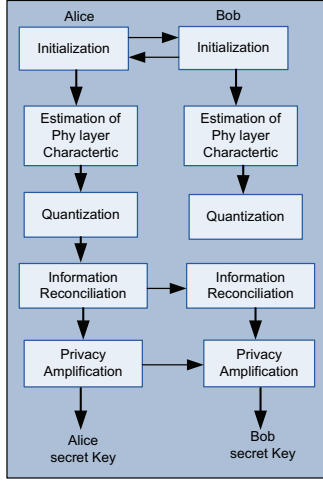 Alice
Bob
Initialization
Initialization
Estimation of
Phy layer
Charactertic
Estimation of
Phy layer
Charactertic
Quantization
Quantization
Information
Reconciliation
Information
Reconciliation
Privacy
Amplification
Privacy
Amplification
Alice
secret Key
Bob
secret Key